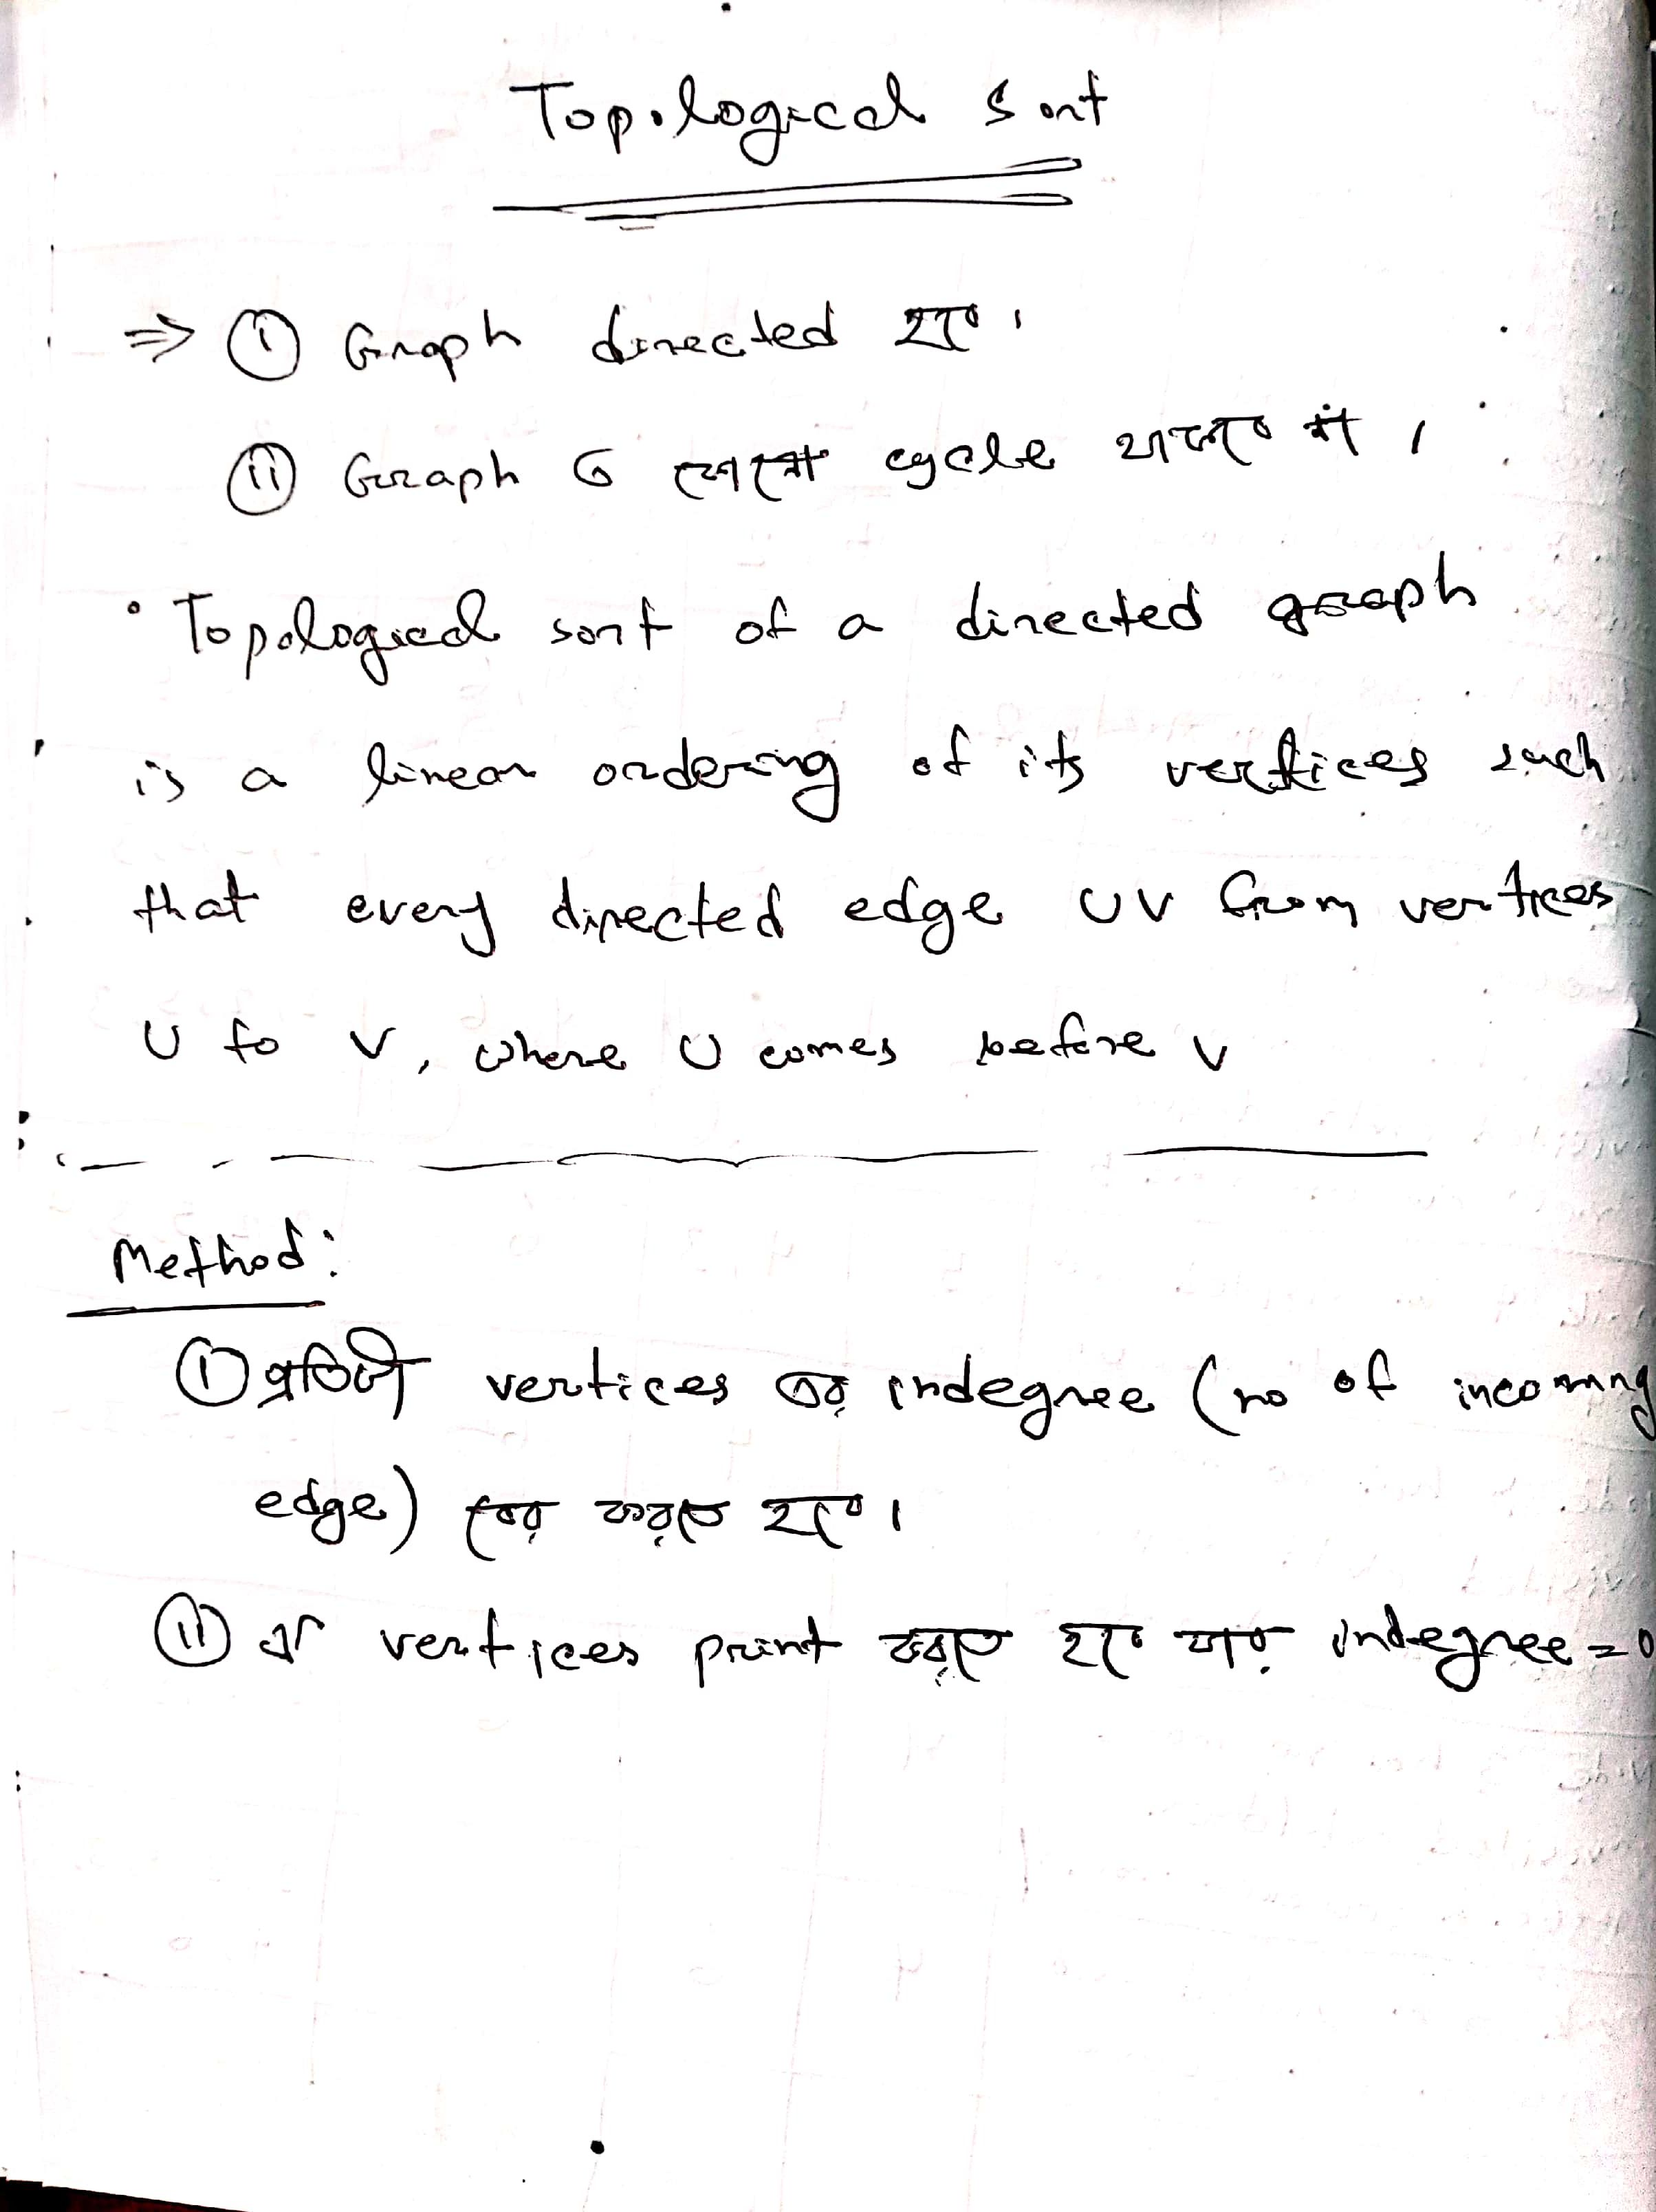 Topological Sort
⇒ (i) Graph directed হবে।
(ii) Graph এ কোনো cycle থাকবে না।
• Topological sort of a directed graph
is a linear ordering of its vertices such
that every directed edge UV from vertices
U to V, where U comes before V
Method:
(i) প্রতিটা vertices এর indegree (no of incoming
edge) বের করতে হবে।
(ii) ঐ vertices print করতে হবে যার indegree = 0